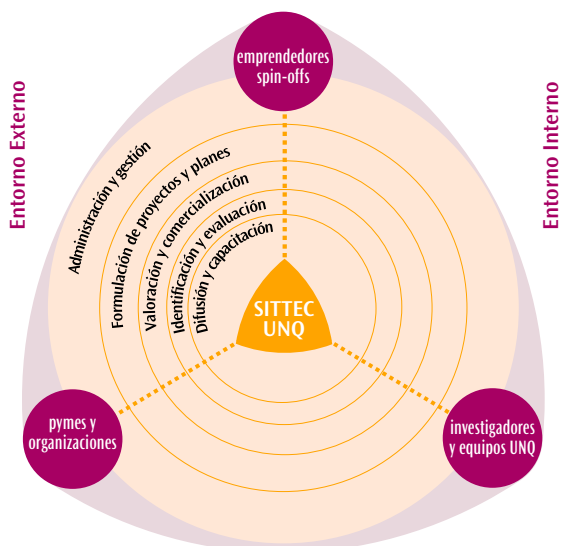 emprendedores
spin-offs
Entorno Externo
Entorno Interno
Administración y gestión
Formulación de proyectos y planes
Valoración y comercialización
Identificación y evaluación
Difusión y capacitación
SITTEC
UNQ
pymes y
organizaciones
investigadores
y equipos UNQ